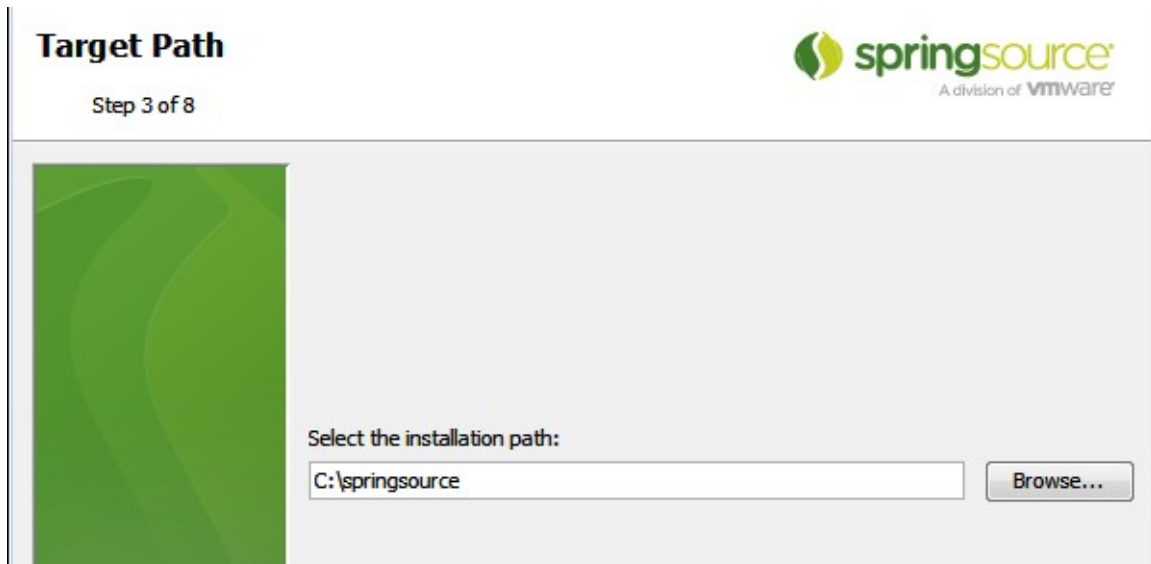 Target Path
Step 3 of 8
springsource
A division of vmware
Select the installation path:
C:\springsource
Browse...